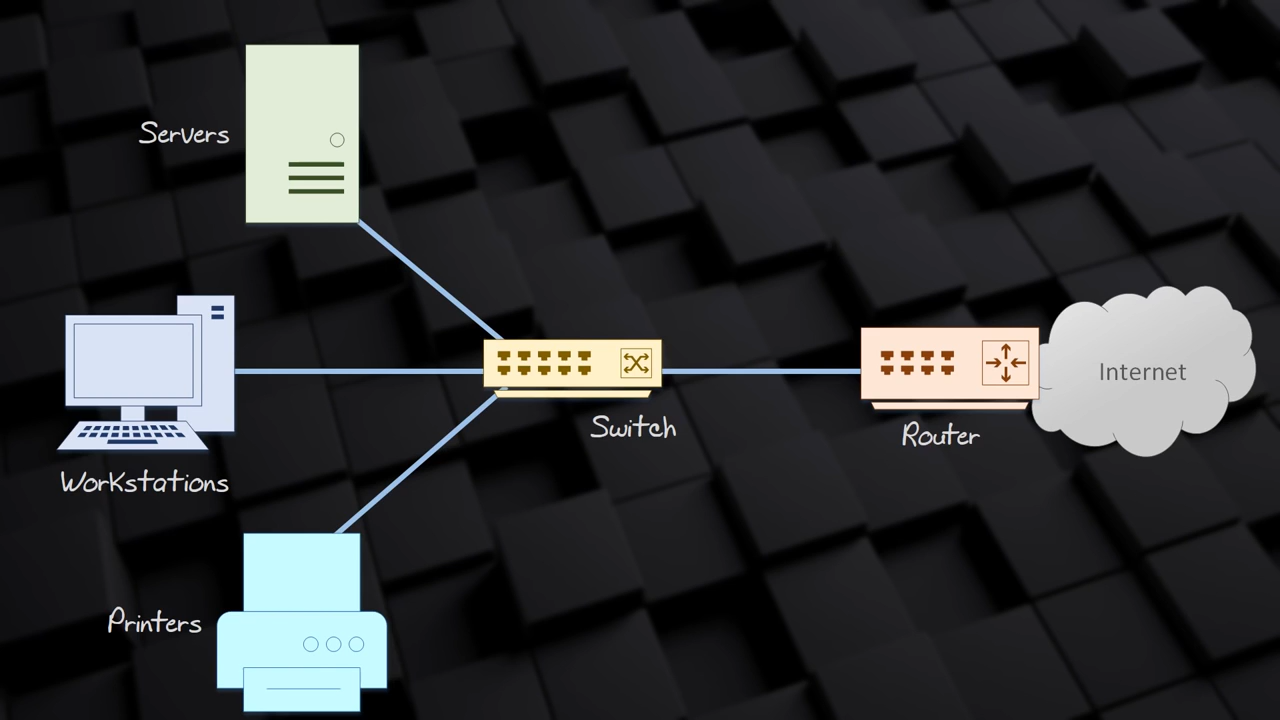 Servers
Internet
Switch
Router
Workstations
Printers